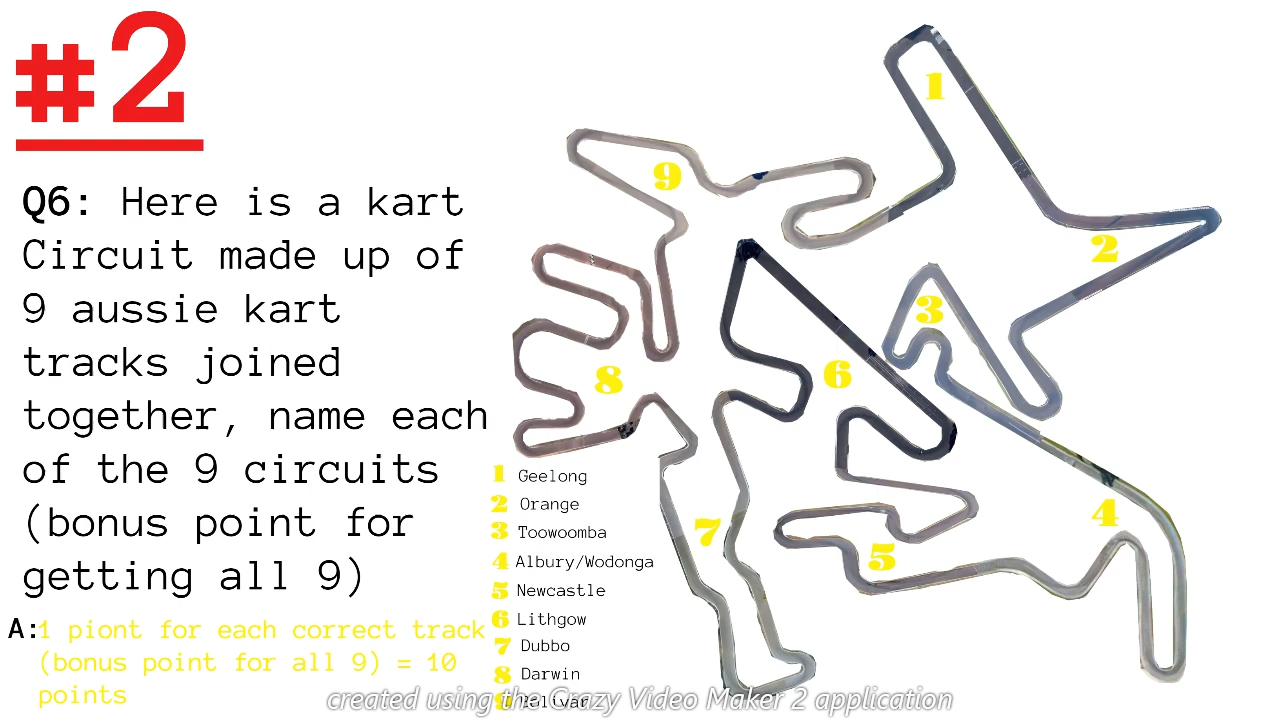 #2
Q6: Here is a kart
Circuit made up of
9 aussie kart
tracks joined
together, name each
of the 9 circuits
(bonus point for
getting all 9)
A:1 piont for each correct track
(bonus point for all 9) = 10
points
1 Geelong
2 Orange
3 Toowoomba
4 Albury/Wodonga
5 Newcastle
6 Lithgow
7 Dubbo
8 Darwin
9
1
2
3
4
5
6
7
8
9
created using the Crazy Video Maker 2 application